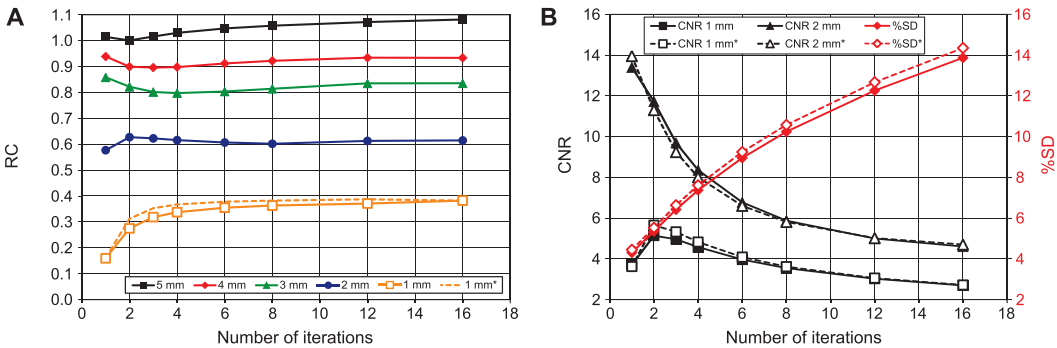 A
RC
1.1
1.0
0.9
0.8
0.7
0.6
0.5
0.4
0.3
0.2
0.1
0.0
5 mm 4 mm 3 mm 2 mm 1 mm 1 mm*
0 2 4 6 8 10 12 14 16 18
Number of iterations
B
CNR
16
14
12
10
8
6
4
2
CNR 1 mm CNR 2 mm %SD
CNR 1 mm* CNR 2 mm* %SD*
16
14
12
10
8
6
4
2
%SD
0 2 4 6 8 10 12 14 16 18
Number of iterations